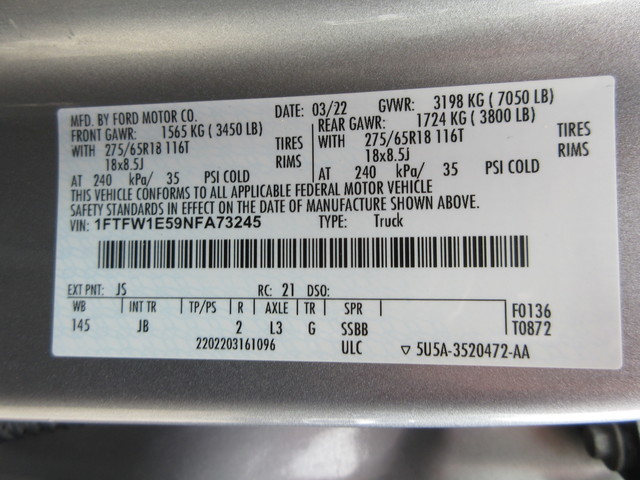 MFD. BY FORD MOTOR CO. DATE: 03/22 GVWR: 3198 KG ( 7050 LB)
FRONT GAWR: 1565 KG ( 3450 LB) REAR GAWR: 1724 KG ( 3800 LB)
WITH 275/65R18 116T TIRES WITH 275/65R18 116T TIRES
18x8.5J RIMS 18x8.5J RIMS
AT 240 kPa/ 35 PSI COLD AT 240 kPa/ 35 PSI COLD
THIS VEHICLE CONFORMS TO ALL APPLICABLE FEDERAL MOTOR VEHICLE
SAFETY STANDARDS IN EFFECT ON THE DATE OF MANUFACTURE SHOWN ABOVE.
VIN: 1FTFW1E59NFA73245 TYPE: Truck
EXT PNT: JS RC: 21 DSO:
WB INT TR TP/PS R AXLE TR SPR F0136
145 JB 2 L3 G SSBB T0872
2202203161096 ULC ▽ 5U5A-3520472-AA